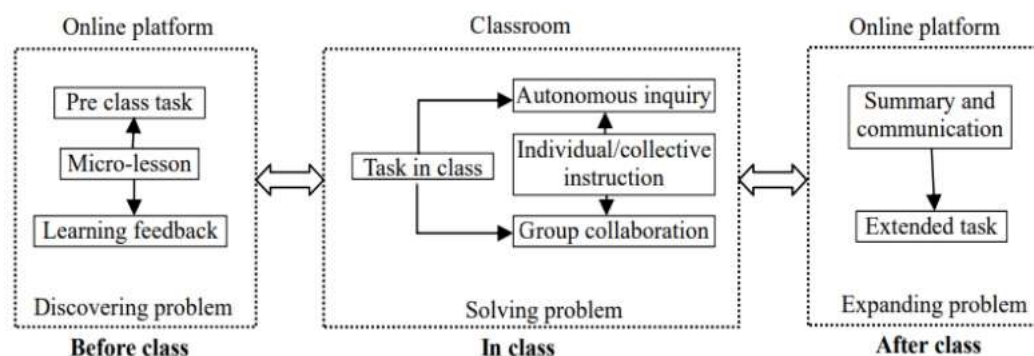 Online platform
Pre class task
Micro-lesson
Learning feedback
Discovering problem
Before class
Classroom
Autonomous inquiry
Task in class
Individual/collective
instruction
Group collaboration
Solving problem
In class
Online platform
Summary and
communication
Extended task
Expanding problem
After class